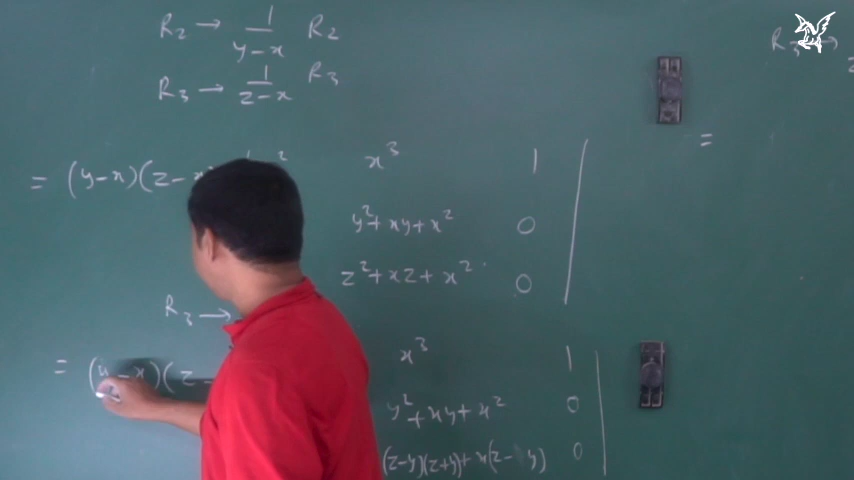 R₂ → 1/(y-x) R₂
R₃ → 1/(z-x) R₃
R₃ →
= (y-x)(z-x x³ 1
y²+xy+x² 0
z²+xz+x² 0
R₃ →
= (y-x)(z- x³ 1
y²+xy+x² 0
(z-y)(z+y)+x(z-y) 0
=